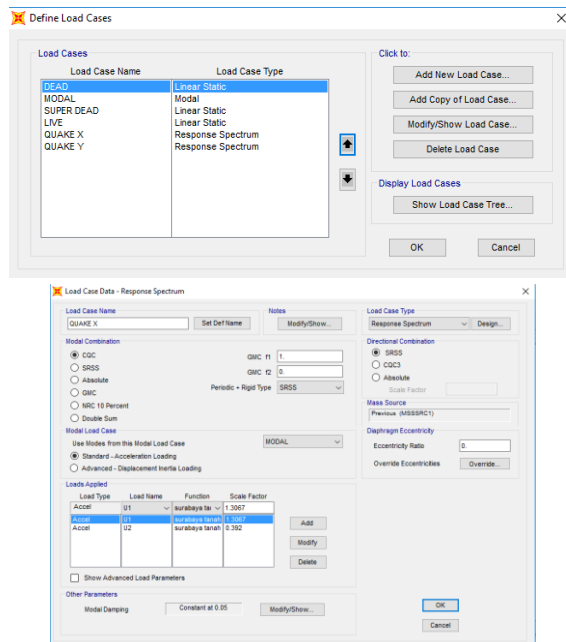 Define Load Cases
Load Cases
Load Case Name Load Case Type
DEAD Linear Static
MODAL Modal
SUPER DEAD Linear Static
LIVE Linear Static
QUAKE X Response Spectrum
QUAKE Y Response Spectrum
Click to:
Add New Load Case...
Add Copy of Load Case...
Modify/Show Load Case...
Delete Load Case
Display Load Cases
Show Load Case Tree...
OK Cancel
Load Case Data - Response Spectrum
Load Case Name
QUAKE X Set Def Name
Notes
Modify/Show...
Load Case Type
Response Spectrum Design...
Modal Combination
CQC
SRSS
Absolute
GMC
NRC 10 Percent
Double Sum
GMC f1 1.
GMC f2 0.
Periodic + Rigid Type SRSS
Directional Combination
SRSS
CQC3
Absolute
Scale Factor
Mass Source
Previous (MSSSRC1)
Modal Load Case
Use Modes from this Modal Load Case MODAL
Standard - Acceleration Loading
Advanced - Displacement Inertia Loading
Diaphragm Eccentricity
Eccentricity Ratio 0.
Override Eccentricities Override...
Loads Applied
Load Type Load Name Function Scale Factor
Accel U1 surabaya tar 1.3067
Accel U1 surabaya tanah 1.3067
Accel U2 surabaya tanah 0.392
Add
Modify
Delete
Show Advanced Load Parameters
Other Parameters
Modal Damping Constant at 0.05 Modify/Show...
OK
Cancel